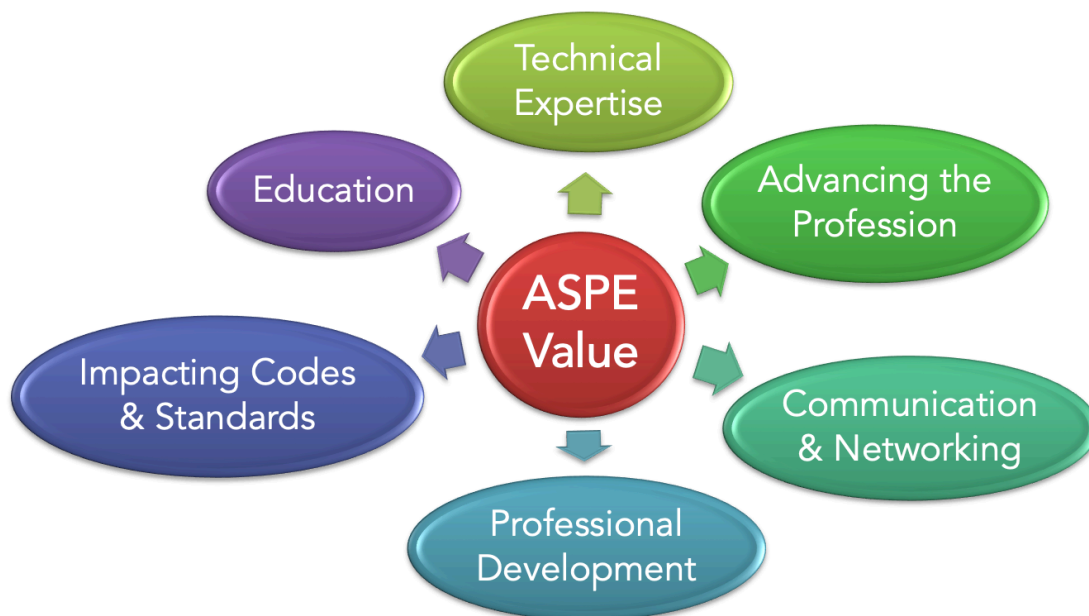 Technical
Expertise
Education
Advancing the
Profession
ASPE
Value
Impacting Codes
& Standards
Communication
& Networking
Professional
Development